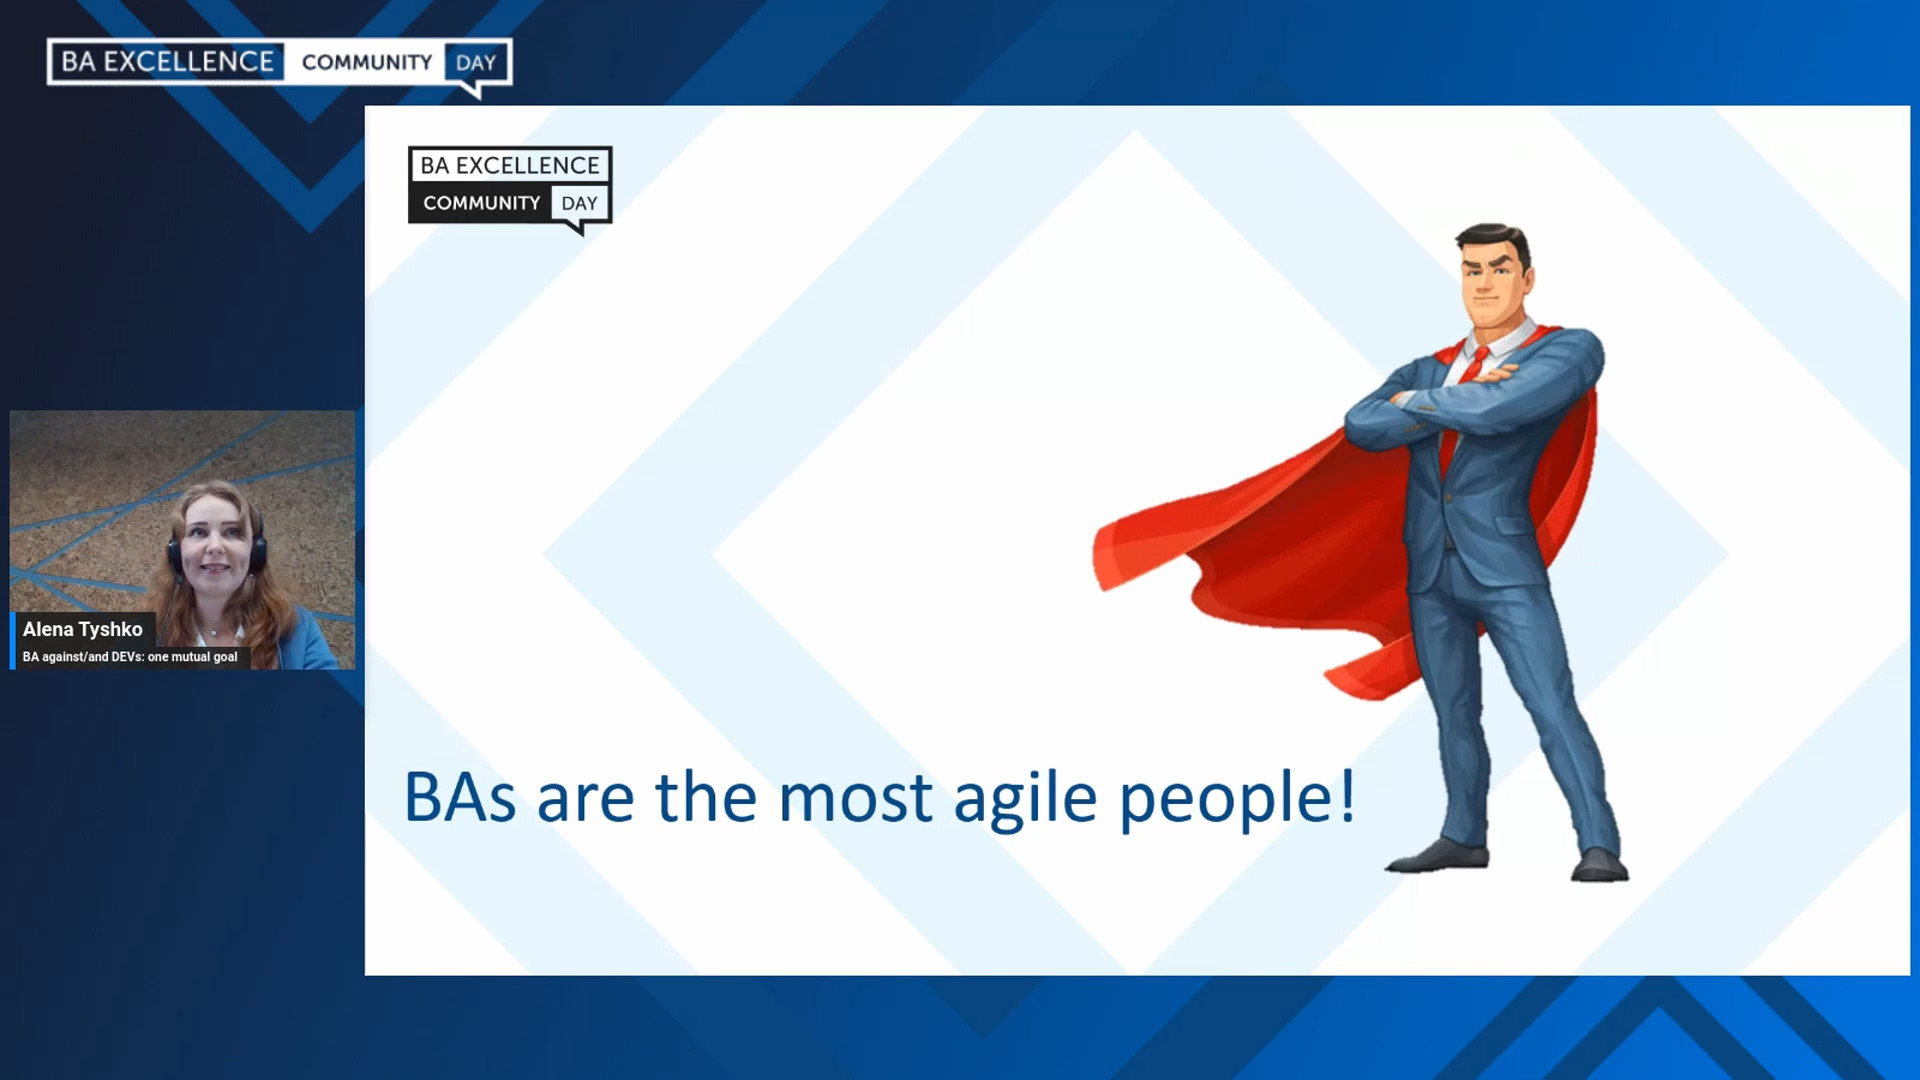 BA EXCELLENCE COMMUNITY DAY
BA EXCELLENCE
COMMUNITY DAY
Alena Tyshko
BA against/and DEVs: one mutual goal
BAs are the most agile people!